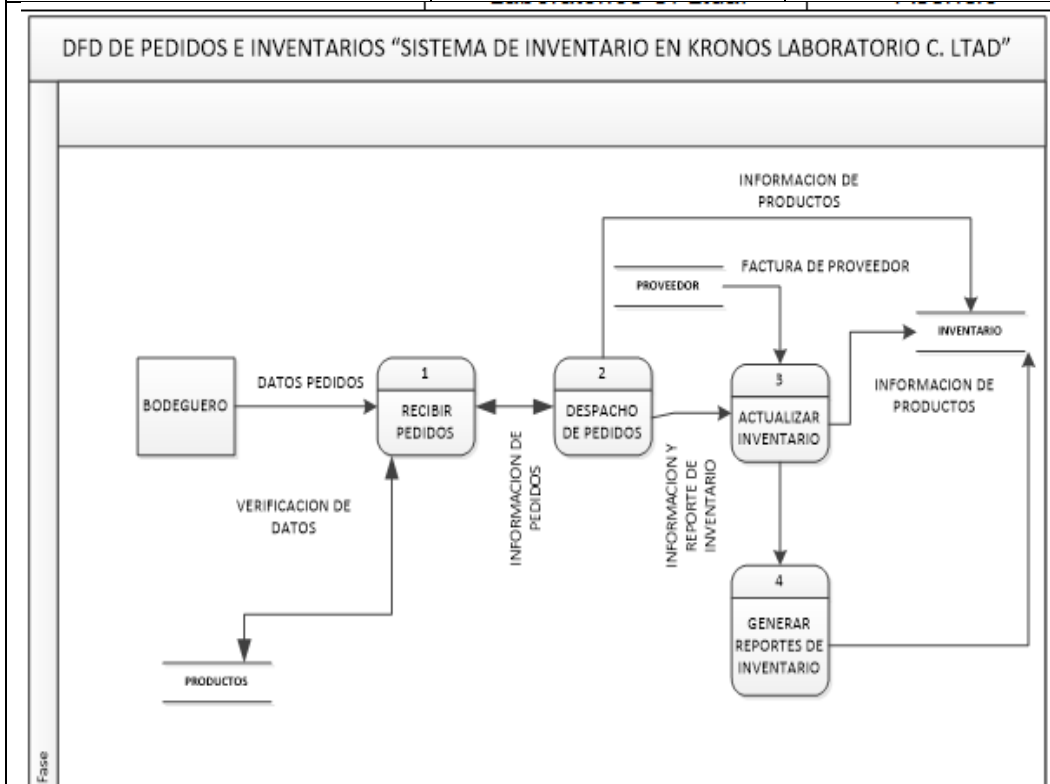 DFD DE PEDIDOS E INVENTARIOS “SISTEMA DE INVENTARIO EN KRONOS LABORATORIO C. LTAD”
INFORMACION DE
PRODUCTOS
FACTURA DE PROVEEDOR
PROVEEDOR
INVENTARIO
BODEGUERO
DATOS PEDIDOS
1
RECIBIR
PEDIDOS
INFORMACION DE
PEDIDOS
2
DESPACHO
DE PEDIDOS
INFORMACION Y
REPORTE DE
INVENTARIO
3
ACTUALIZAR
INVENTARIO
INFORMACION DE
PRODUCTOS
VERIFICACION DE
DATOS
4
GENERAR
REPORTES DE
INVENTARIO
PRODUCTOS
Fase